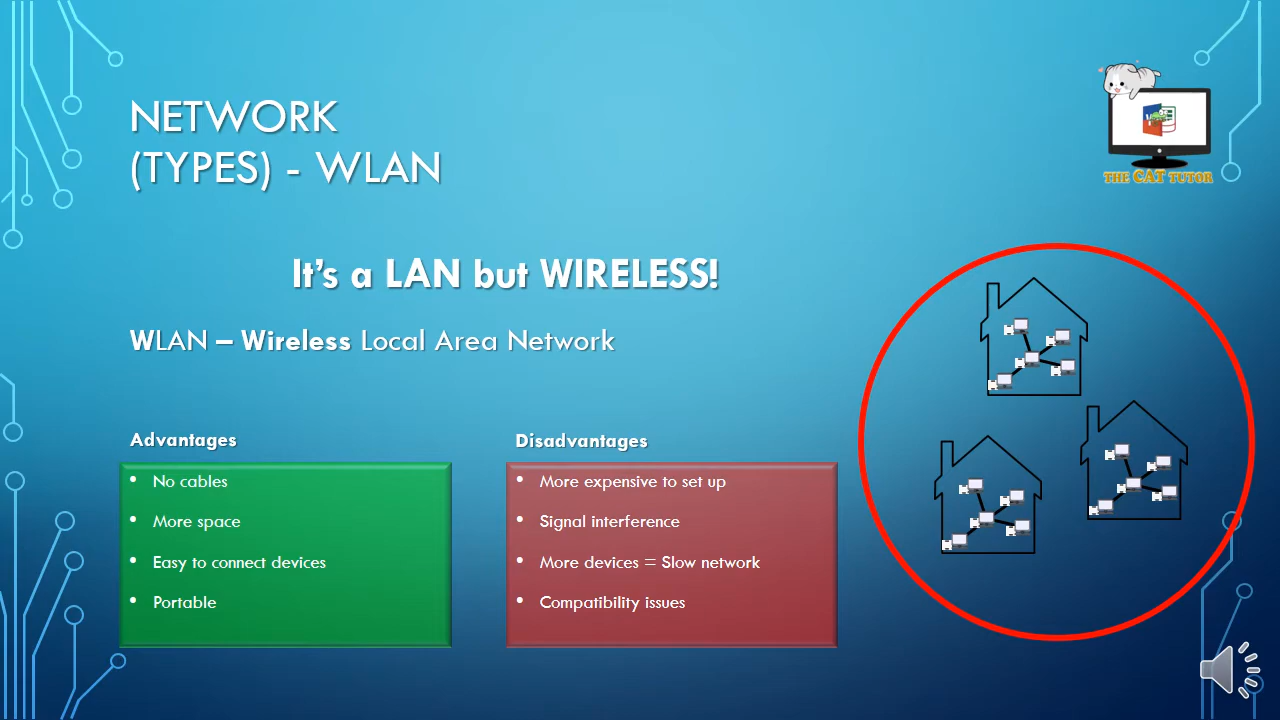 NETWORK
(TYPES) - WLAN
THE CAT TUTOR
It's a LAN but WIRELESS!
WLAN – Wireless Local Area Network
Advantages
• No cables
• More space
• Easy to connect devices
• Portable
Disadvantages
• More expensive to set up
• Signal interference
• More devices = Slow network
• Compatibility issues